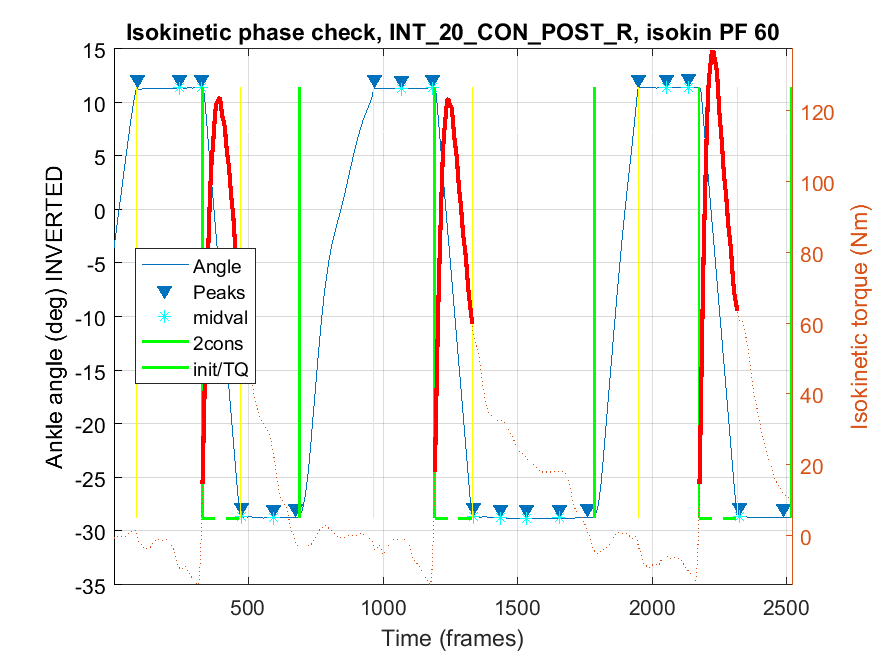 Isokinetic phase check, INT_20_CON_POST_R, isokin PF 60
Ankle angle (deg) INVERTED
15
10
5
0
-5
-10
-15
-20
-25
-30
-35
Angle
Peaks
midval
2cons
init/TQ
120
100
80
60
40
20
0
Isokinetic torque (Nm)
500
1000
1500
2000
2500
Time (frames)